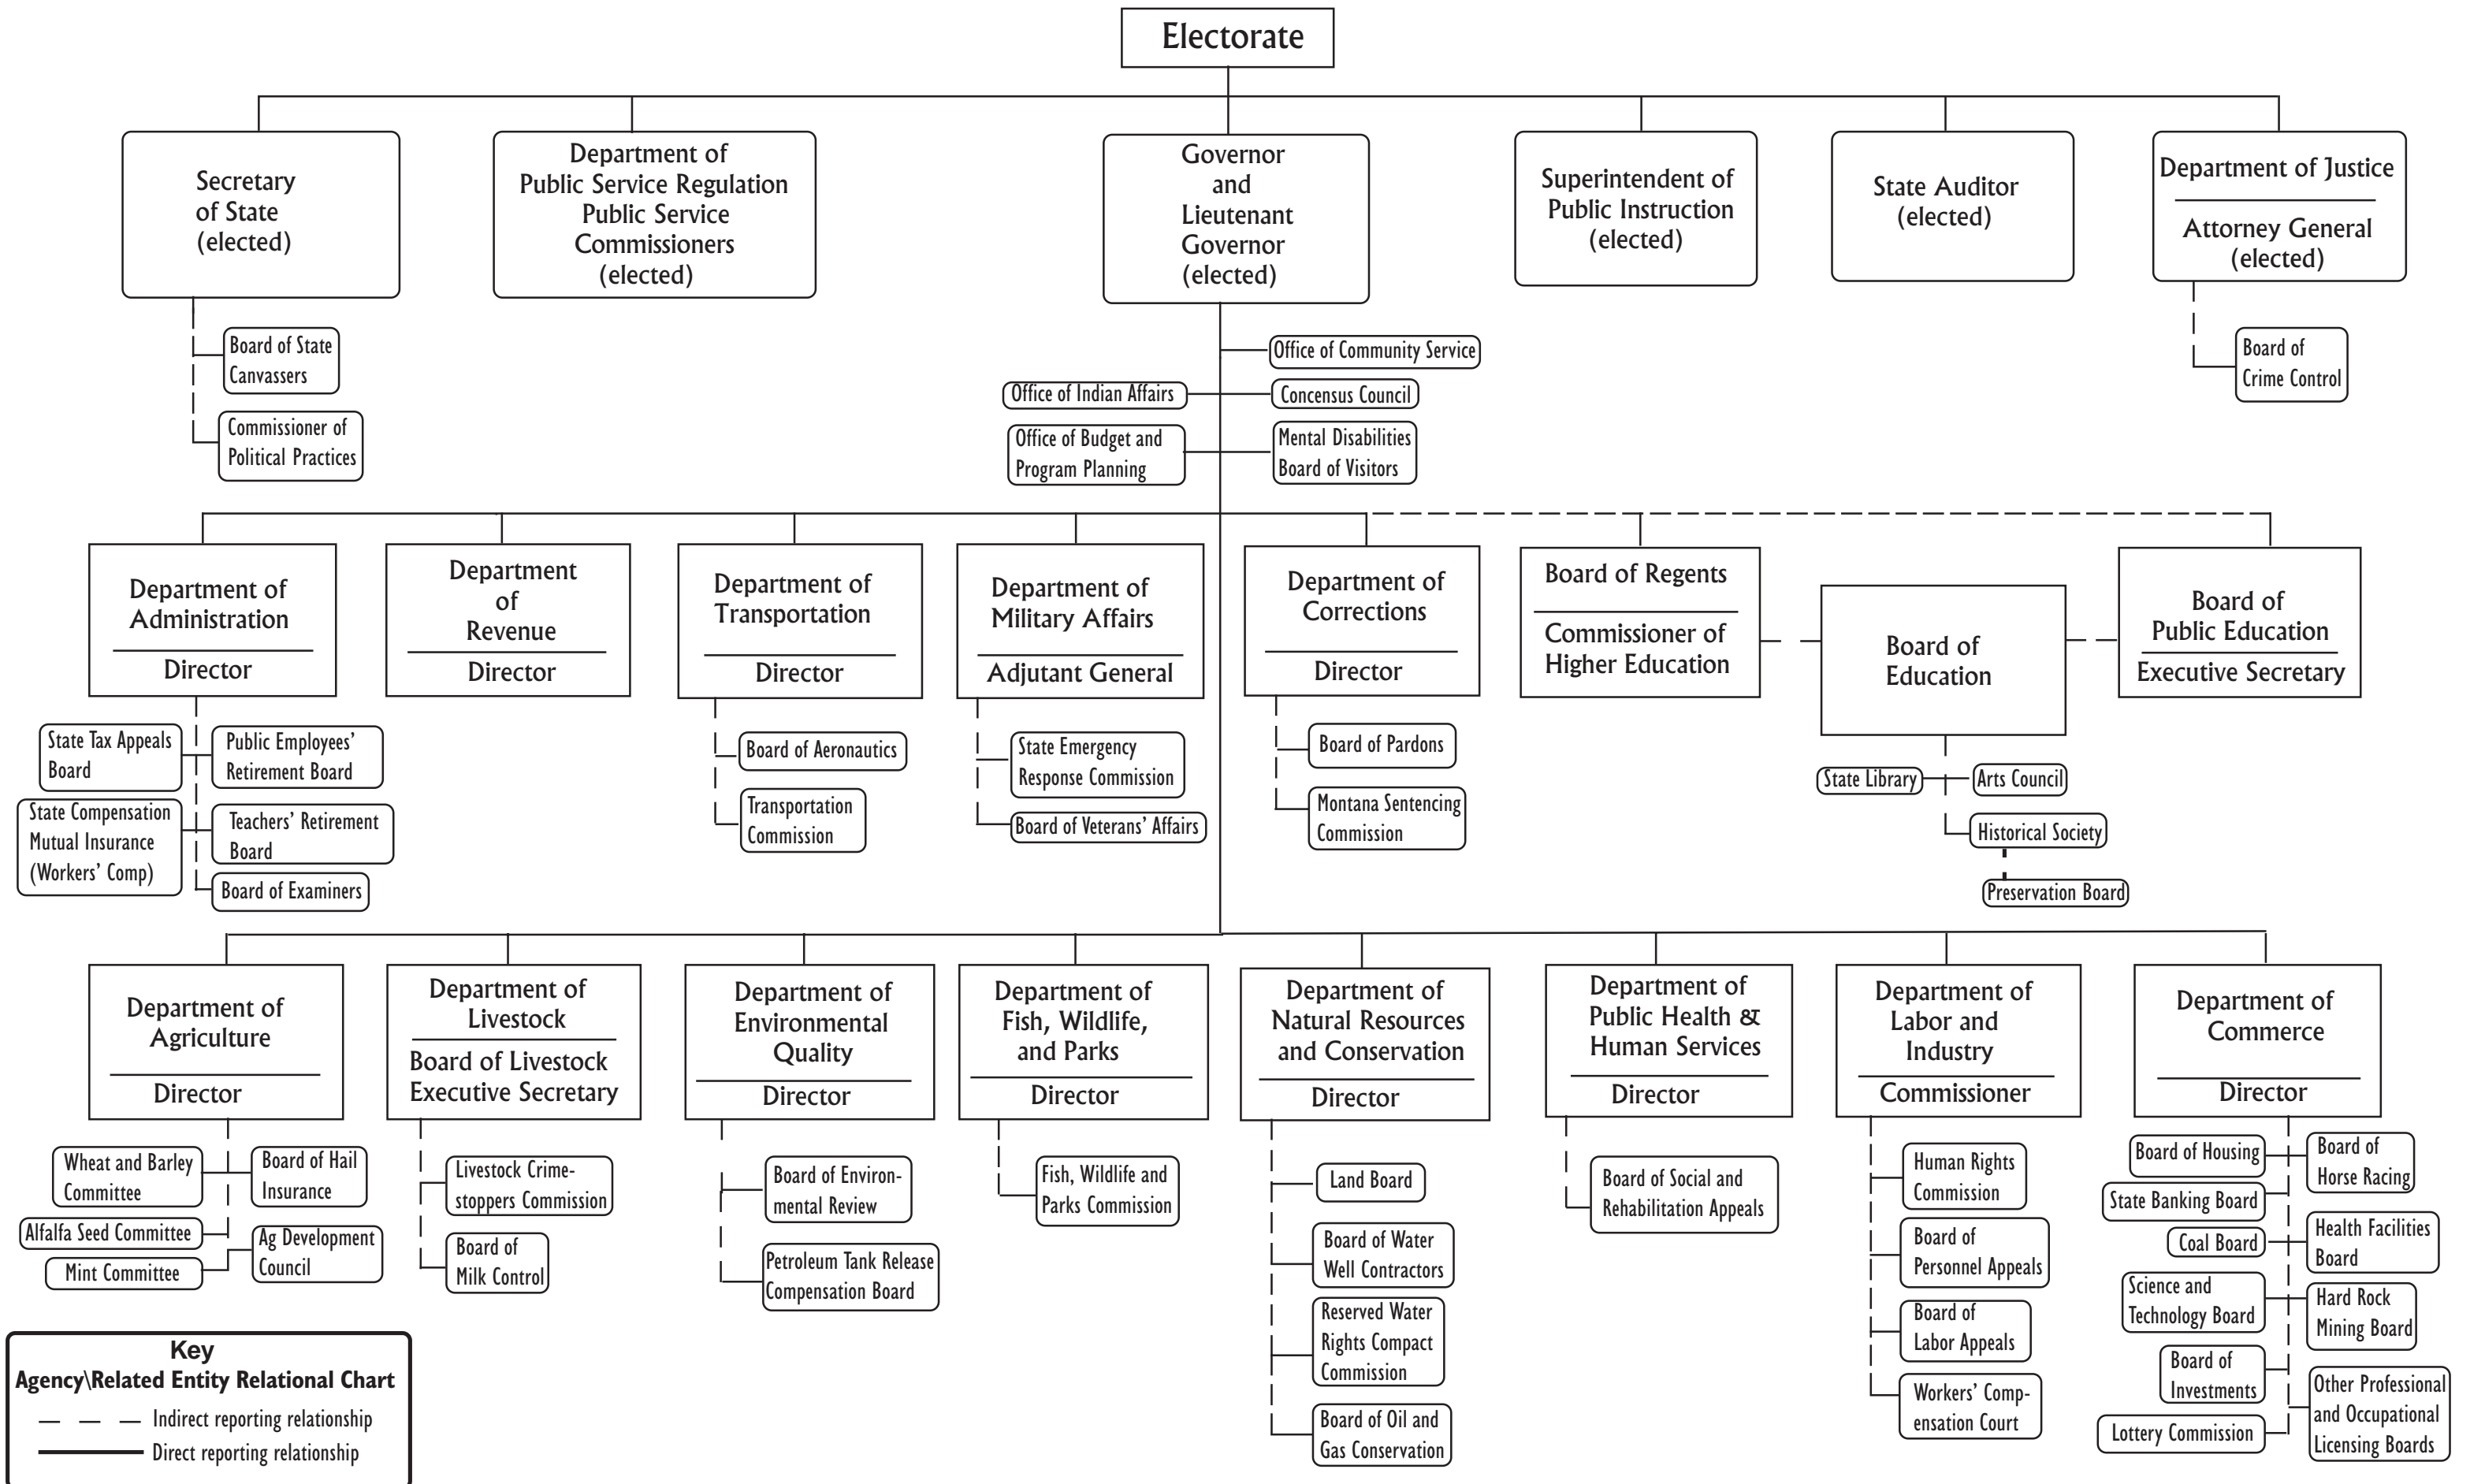 Electorate
Secretary
of State
(elected)
Department of
Public Service Regulation
Public Service
Commissioners
(elected)
Governor
and
Lieutenant
Governor
(elected)
Superintendent of
Public Instruction
(elected)
State Auditor
(elected)
Department of Justice
Attorney General
(elected)
Board of State
Canvassers
Commissioner of
Political Practices
Office of Community Service
Office of Indian Affairs
Concensus Council
Office of Budget and
Program Planning
Mental Disabilities
Board of Visitors
Board of
Crime Control
Department of
Administration
Director
Department
of
Revenue
Director
Department of
Transportation
Director
Department of
Military Affairs
Adjutant General
Department of
Corrections
Director
Board of Regents
Commissioner of
Higher Education
Board of
Education
Board of
Public Education
Executive Secretary
State Tax Appeals
Board
Public Employees'
Retirement Board
State Compensation
Mutual Insurance
(Workers' Comp)
Teachers' Retirement
Board
Board of Examiners
Board of Aeronautics
Transportation
Commission
State Emergency
Response Commission
Board of Veterans' Affairs
Board of Pardons
Montana Sentencing
Commission
State Library
Arts Council
Historical Society
Preservation Board
Department of
Agriculture
Director
Department of
Livestock
Board of Livestock
Executive Secretary
Department of
Environmental
Quality
Director
Department of
Fish, Wildlife,
and Parks
Director
Department of
Natural Resources
and Conservation
Director
Department of
Public Health &
Human Services
Director
Department of
Labor and
Industry
Commissioner
Department of
Commerce
Director
Wheat and Barley
Committee
Board of Hail
Insurance
Alfalfa Seed Committee
Ag Development
Council
Mint Committee
Livestock Crime-
stoppers Commission
Board of
Milk Control
Board of Environ-
mental Review
Petroleum Tank Release
Compensation Board
Fish, Wildlife and
Parks Commission
Land Board
Board of Water
Well Contractors
Reserved Water
Rights Compact
Commission
Board of Oil and
Gas Conservation
Board of Social and
Rehabilitation Appeals
Human Rights
Commission
Board of
Personnel Appeals
Board of
Labor Appeals
Workers' Comp-
ensation Court
Board of Housing
Board of
Horse Racing
State Banking Board
Coal Board
Health Facilities
Board
Science and
Technology Board
Hard Rock
Mining Board
Board of
Investments
Other Professional
and Occupational
Licensing Boards
Lottery Commission
Key
Agency\Related Entity Relational Chart
Indirect reporting relationship
Direct reporting relationship